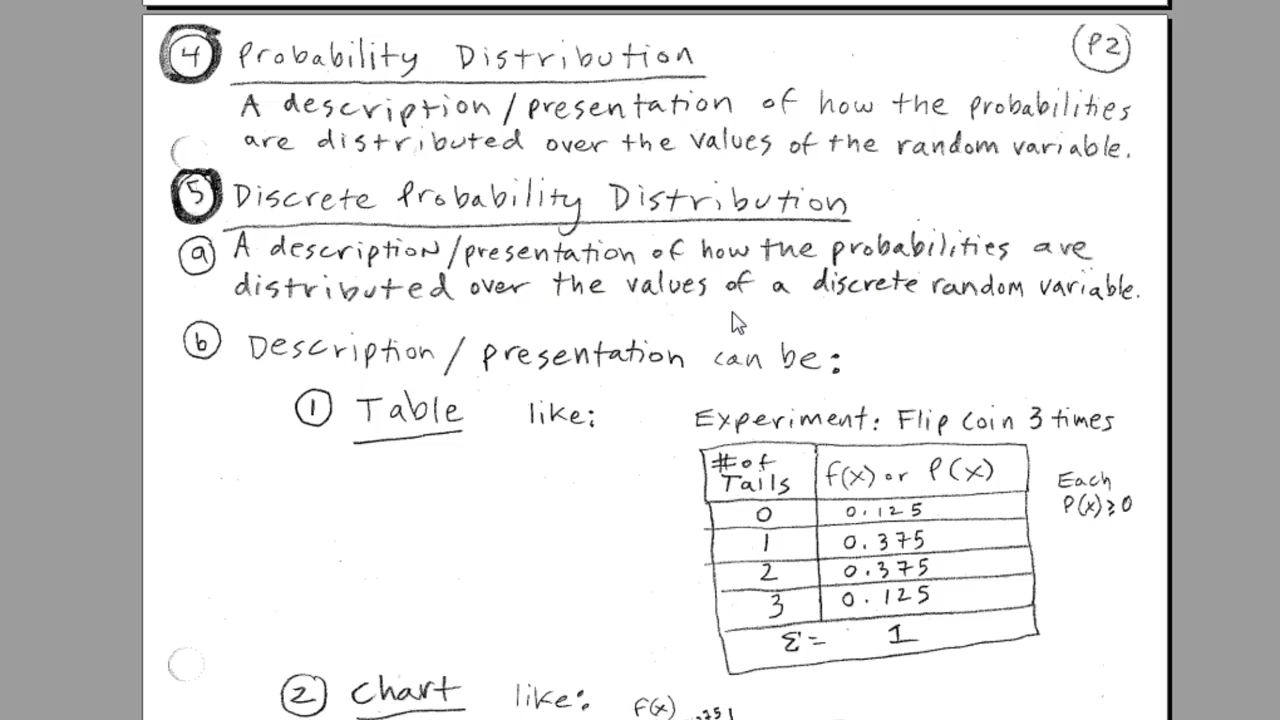 4 Probability Distribution
P2
A description/presentation of how the probabilities
are distributed over the values of the random variable.
5 Discrete Probability Distribution
a A description/presentation of how the probabilities are
distributed over the values of a discrete random variable.
b Description/presentation can be:
1 Table like:
Experiment: Flip Coin 3 times
# of Tails f(x) or P(x)
0 0.125
1 0.375
2 0.375
3 0.125
Σ = 1
Each
P(x) ≥ 0
2 chart like:
f(x)